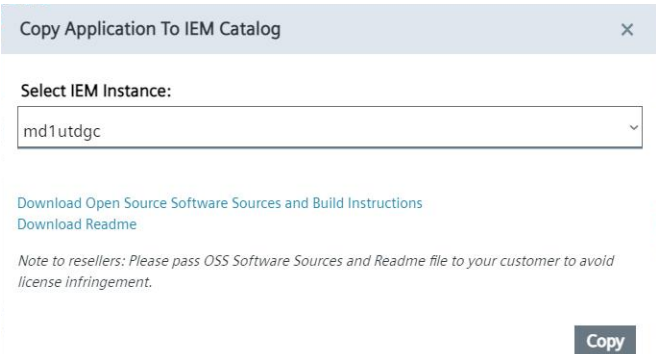 Copy Application To IEM Catalog
Select IEM Instance:
md1utdgc
Download Open Source Software Sources and Build Instructions
Download Readme
Note to resellers: Please pass OSS Software Sources and Readme file to your customer to avoid
license infringement.
Copy